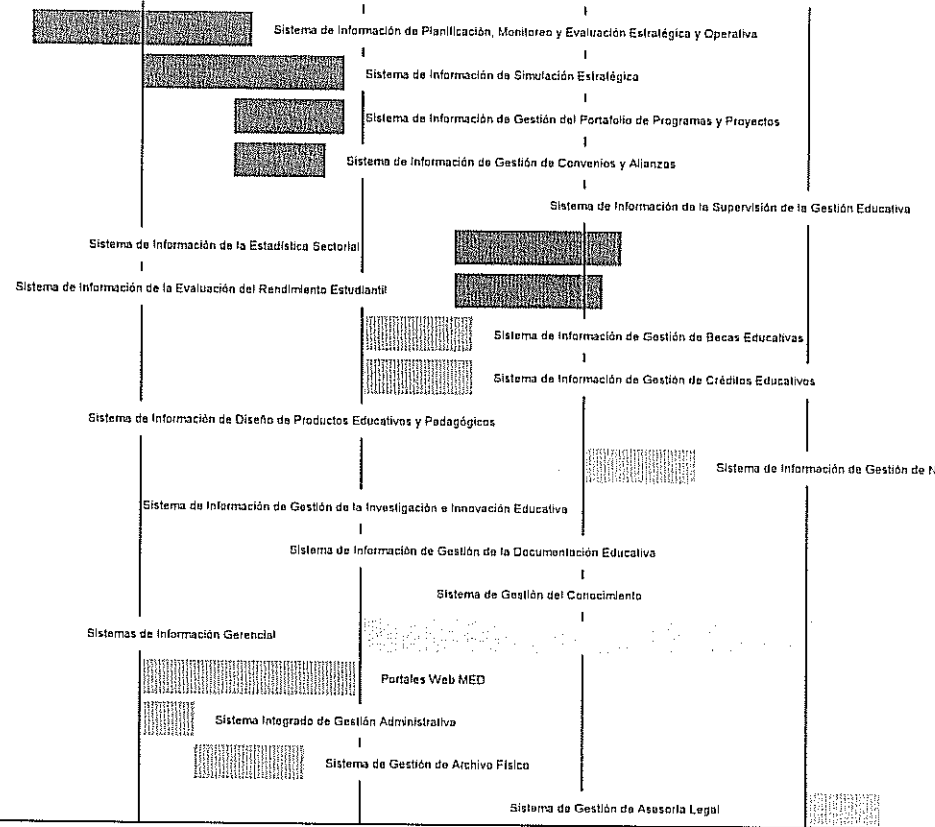 Sistema de Información de Planificación, Monitoreo y Evaluación Estratégica y Operativa
Sistema de Información de Simulación Estratégica
Sistema de Información de Gestión del Portafolio de Programas y Proyectos
Sistema de Información de Gestión de Convenios y Alianzas
Sistema de Información de la Supervisión de la Gestión Educativa
Sistema de Información de la Estadística Sectorial
Sistema de Información de la Evaluación del Rendimiento Estudiantil
Sistema de Información de Gestión de Becas Educativas
Sistema de Información de Gestión de Créditos Educativos
Sistema de Información de Diseño de Productos Educativos y Pedagógicos
Sistema de Información de Gestión de N
Sistema de Información de Gestión de la Investigación e Innovación Educativa
Sistema de Información de Gestión de la Documentación Educativa
Sistema de Gestión del Conocimiento
Sistemas de Información Gerencial
Portales Web MED
Sistema Integrado de Gestión Administrativa
Sistema de Gestión de Archivo Físico
Sistema de Gestión de Asesoría Legal